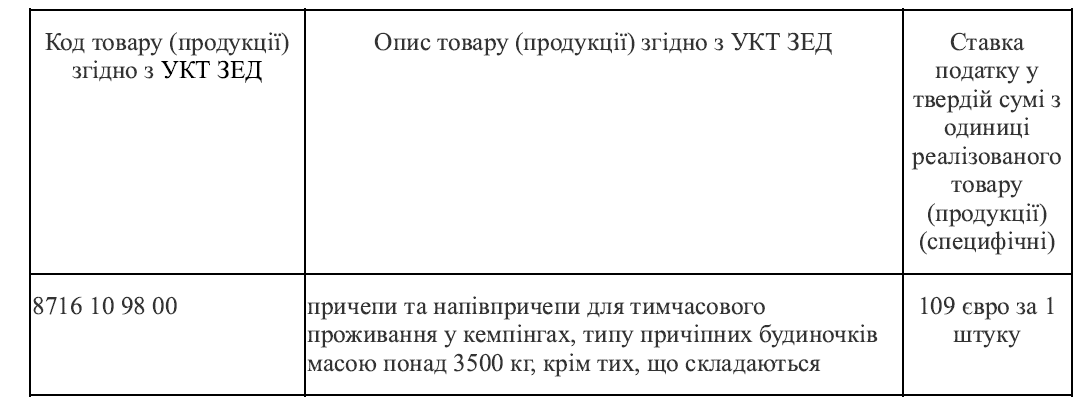 Код товару (продукції)
згідно з УКТ ЗЕД
Опис товару (продукції) згідно з УКТ ЗЕД
Ставка
податку у
твердій сумі з
одиниці
реалізованого
товару
(продукції)
(специфічні)
8716 10 98 00
причепи та напівпричепи для тимчасового
проживання у кемпінгах, типу причіпних будиночків
масою понад 3500 кг, крім тих, що складаються
109 євро за 1
штуку